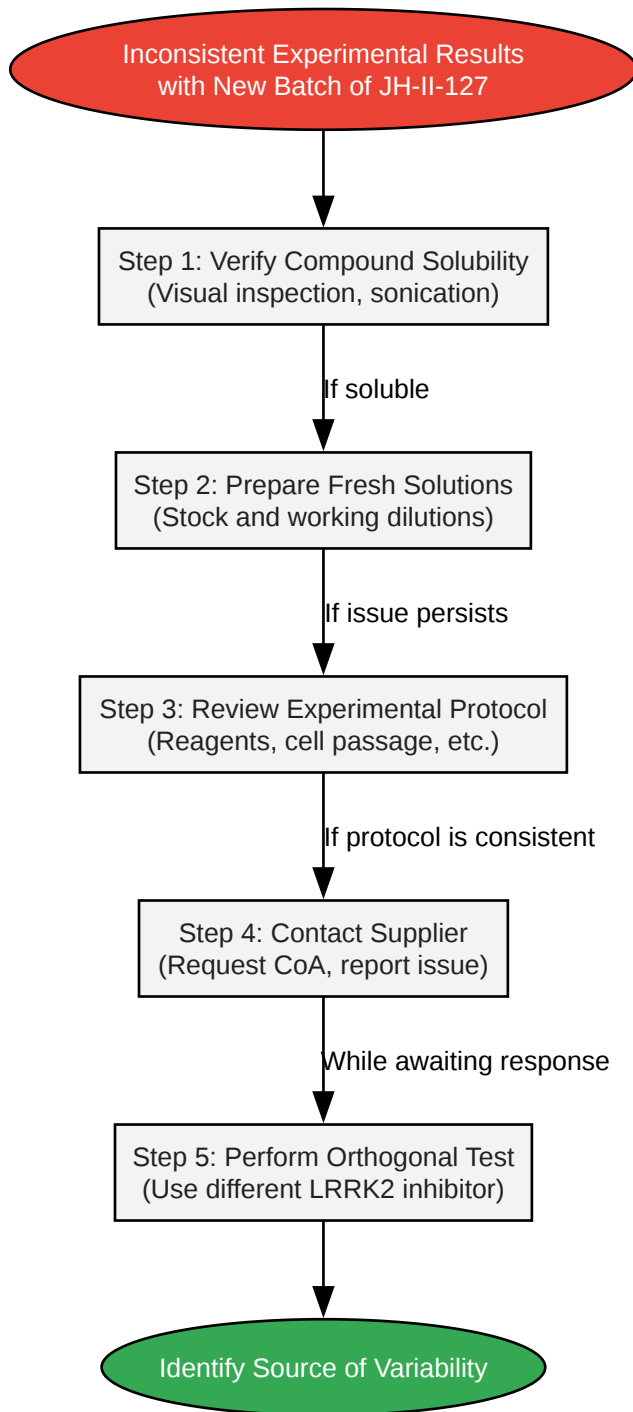 Inconsistent Experimental Results
with New Batch of JH-II-127
Step 1: Verify Compound Solubility
(Visual inspection, sonication)
If soluble
Step 2: Prepare Fresh Solutions
(Stock and working dilutions)
If issue persists
Step 3: Review Experimental Protocol
(Reagents, cell passage, etc.)
If protocol is consistent
Step 4: Contact Supplier
(Request CoA, report issue)
While awaiting response
Step 5: Perform Orthogonal Test
(Use different LRRK2 inhibitor)
Identify Source of Variability